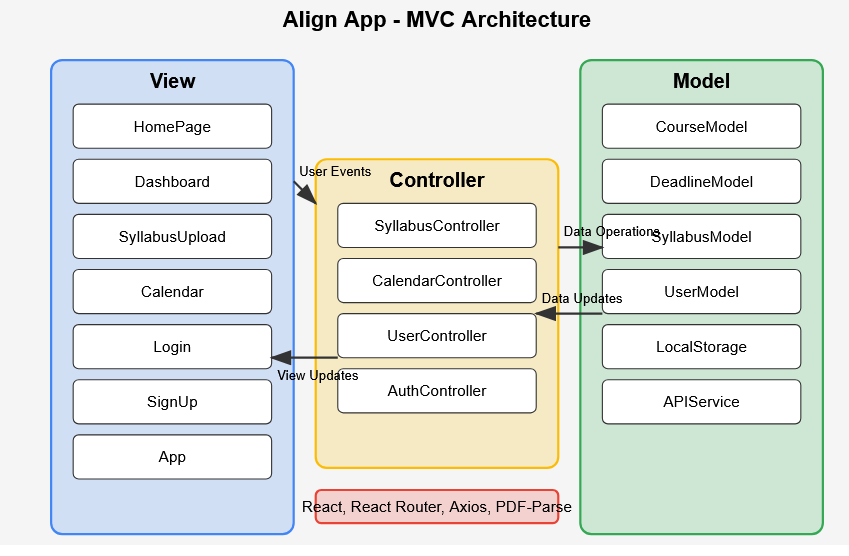 Align App - MVC Architecture
View
HomePage
Dashboard
SyllabusUpload
Calendar
Login
SignUp
App
User Events
Controller
SyllabusController
CalendarController
UserController
AuthController
View Updates
React, React Router, Axios, PDF-Parse
Data Operations
Data Updates
Model
CourseModel
DeadlineModel
SyllabusModel
UserModel
LocalStorage
APIService